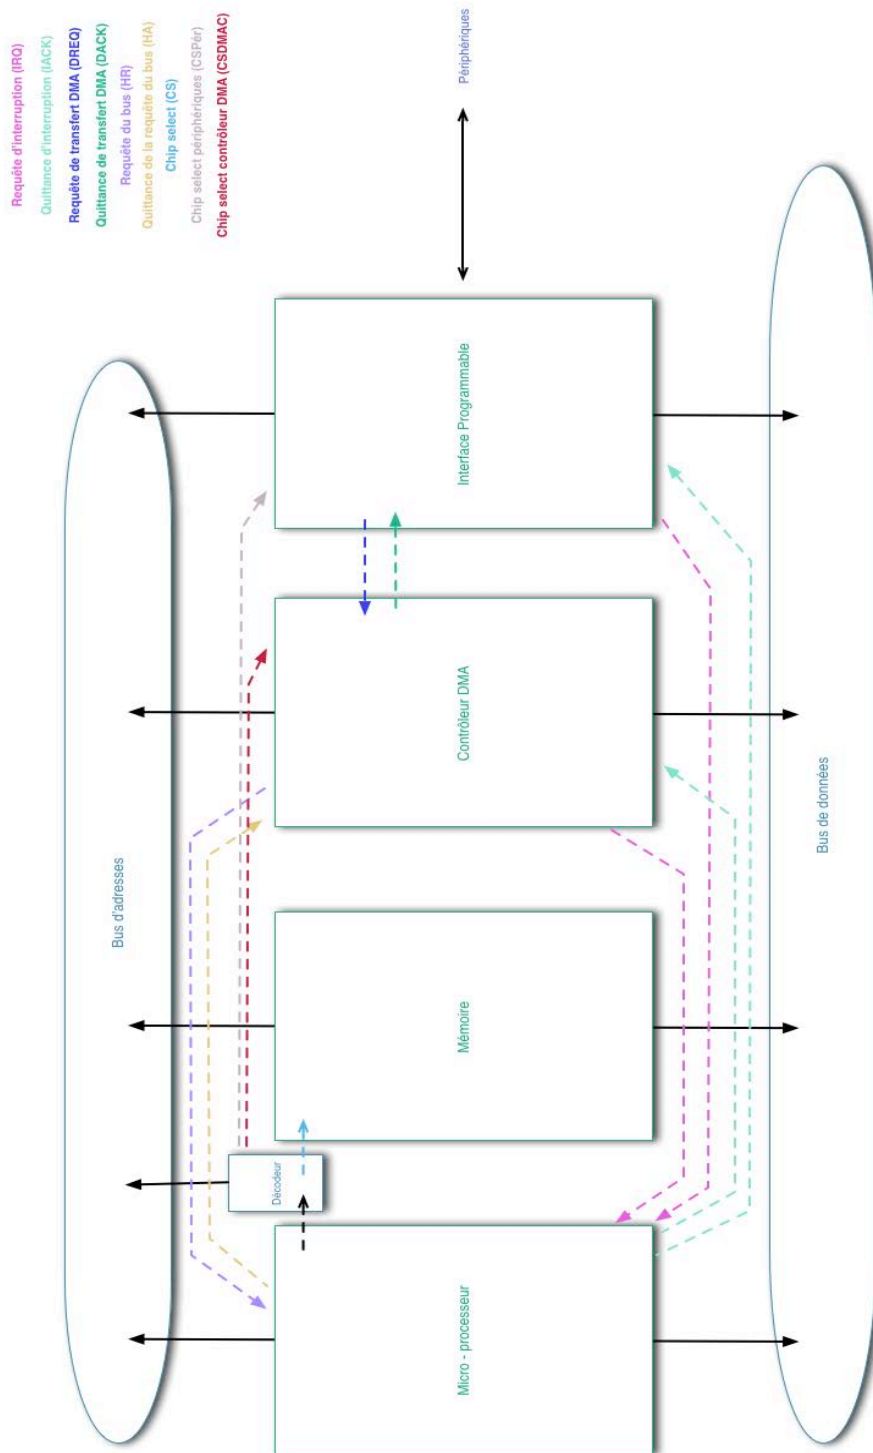 Requête d'interruption (IRQ)
Quittance d'interruption (IACK)
Requête de transfert DMA (DREQ)
Quittance de transfert DMA (DACK)
Requête du bus (HR)
Quittance de la requête du bus (HA)
Chip select (CS)
Chip select périphériques (CSPér)
Chip select contrôleur DMA (CSDMAC)
Bus d'adresses
Décodeur
Micro - processeur
Mémoire
Contrôleur DMA
Interface Programmable
Périphériques
Bus de données